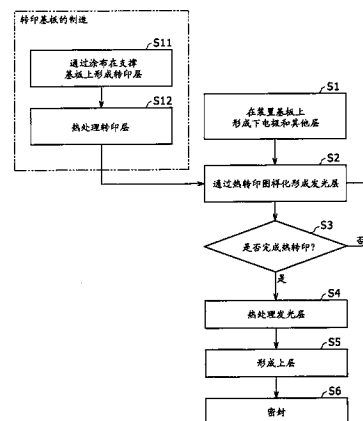 转印基板的制造
S11
通过涂布在支撑
基板上形成转印层
S12
热处理转印层
S1
在装置基板上
形成下电极和其他层
S2
通过热转印图样化形成发光层
S3
是否完成热转印?
否
是
S4
热处理发光层
S5
形成上层
S6
密封